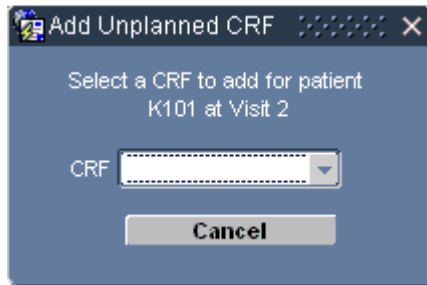 Add Unplanned CRF
Select a CRF to add for patient
K101 at Visit 2
CRF
Cancel